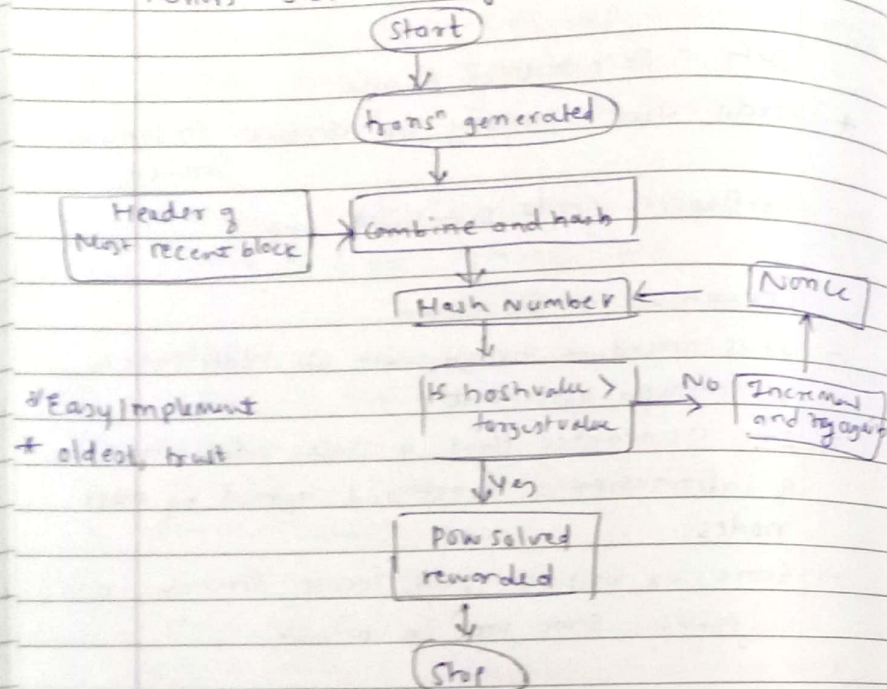 Start
transⁿ generated
Header of
Most recent block
Combine and hash
Hash Number
Nonce
Is hashvalue >
targetvalue
No
Increment
and try again
* Easy Implement
* oldest, trust
Yes
Pow solved
rewarded
Stop